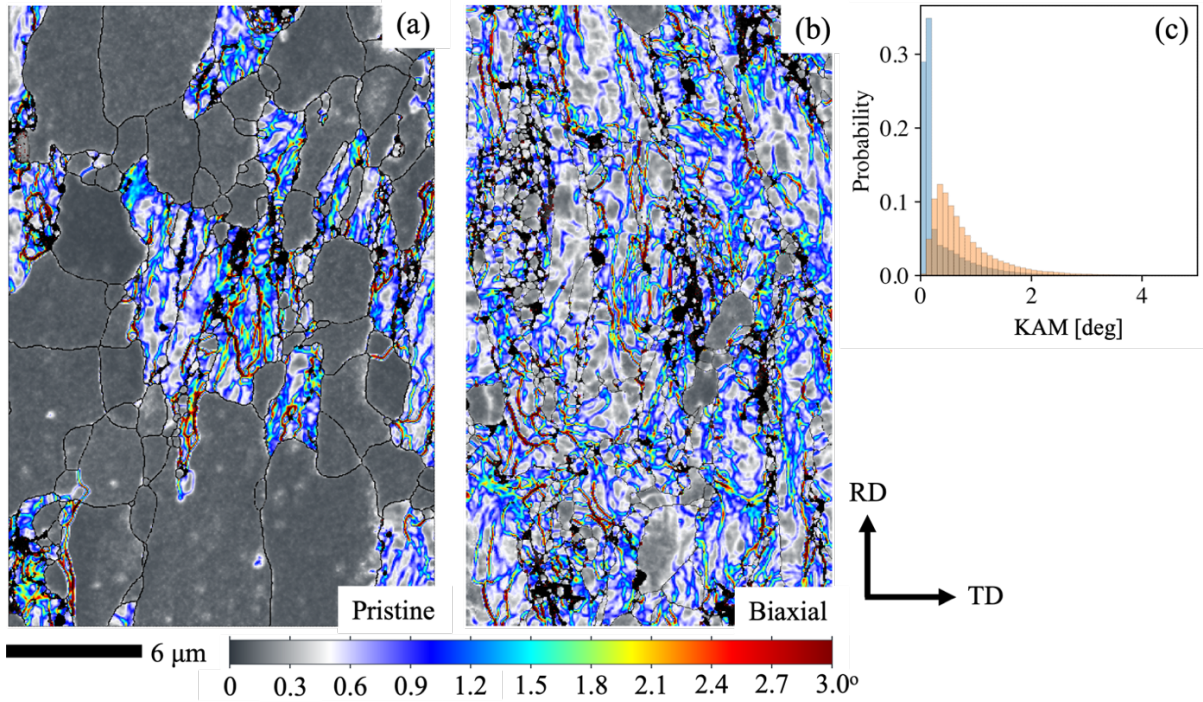 (a)
(b)
(c)
0.3
0.2
0.1
0.0
Probability
0 2 4
KAM [deg]
Pristine
Biaxial
RD
TD
6 μm
0 0.3 0.6 0.9 1.2 1.5 1.8 2.1 2.4 2.7 3.0º